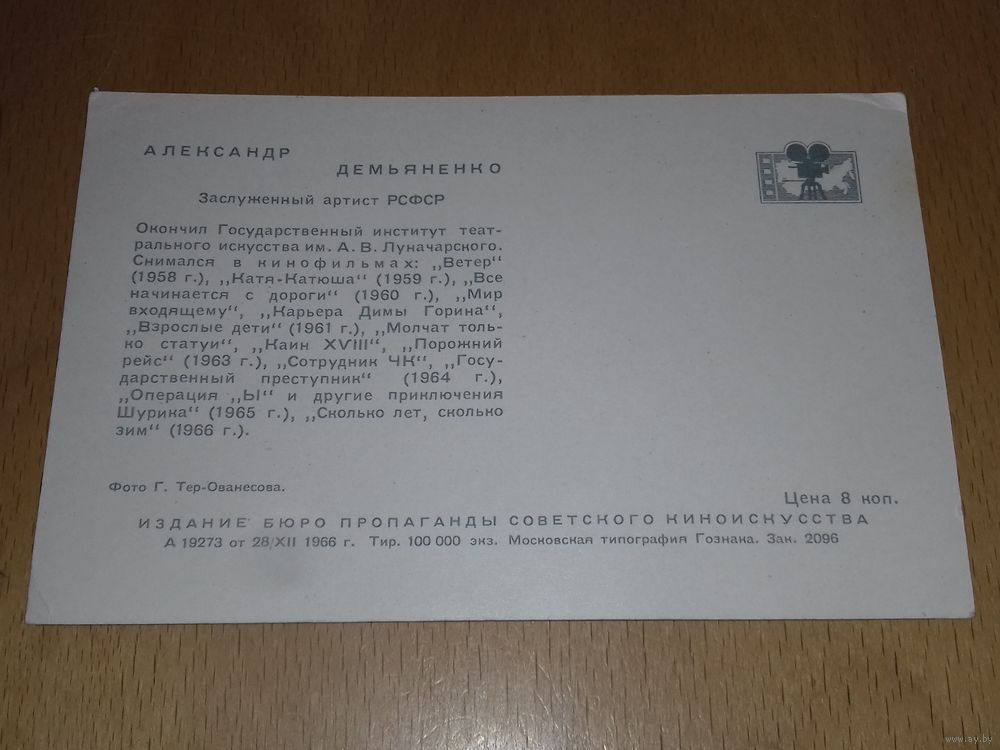 АЛЕКСАНДР
ДЕМЬЯНЕНКО
Заслуженный артист РСФСР
Окончил Государственный институт теат-
рального искусства им. А. В. Луначарского.
Снимался в кинофильмах: „Ветер“
(1958 г.), „Катя-Катюша“ (1959 г.), „Все
начинается с дороги“ (1960 г.), „Мир
входящему“, „Карьера Димы Горина“,
„Взрослые дети“ (1961 г.), „Молчат толь-
ко статуи“, „Каин XVIII“, „Порожний
рейс“ (1963 г.), „Сотрудник ЧК“, „Госу-
дарственный преступник“ (1964 г.),
„Операция „Ы“ и другие приключения
Шурика“ (1965 г.), „Сколько лет, сколько
зим“ (1966 г.).
Фото Г. Тер-Ованесова.
Цена 8 коп.
ИЗДАНИЕ БЮРО ПРОПАГАНДЫ СОВЕТСКОГО КИНОИСКУССТВА
А 19273 от 28/XII 1966 г. Тир. 100 000 экз. Московская типография Гознака. Зак. 2096
www.ay.by